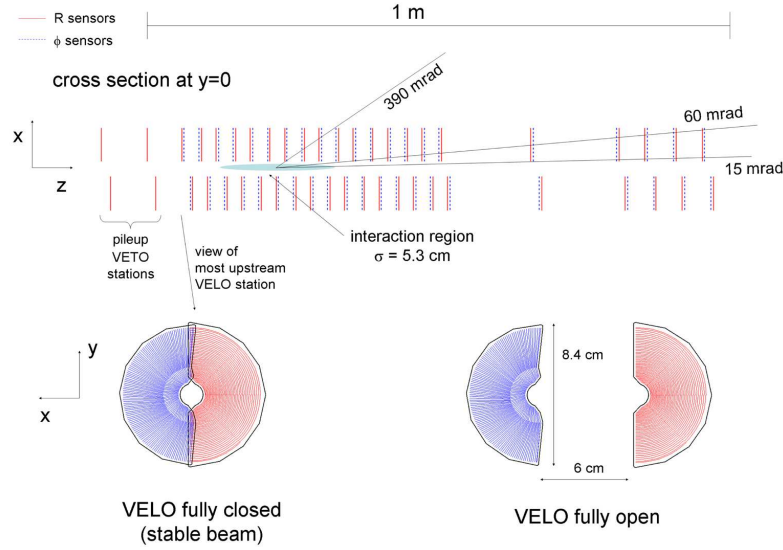 R sensors
ϕ sensors
1 m
cross section at y=0
390 mrad
60 mrad
15 mrad
x
z
pileup
VETO
stations
view of
most upstream
VELO station
interaction region
σ = 5.3 cm
y
x
8.4 cm
6 cm
VELO fully closed
(stable beam)
VELO fully open